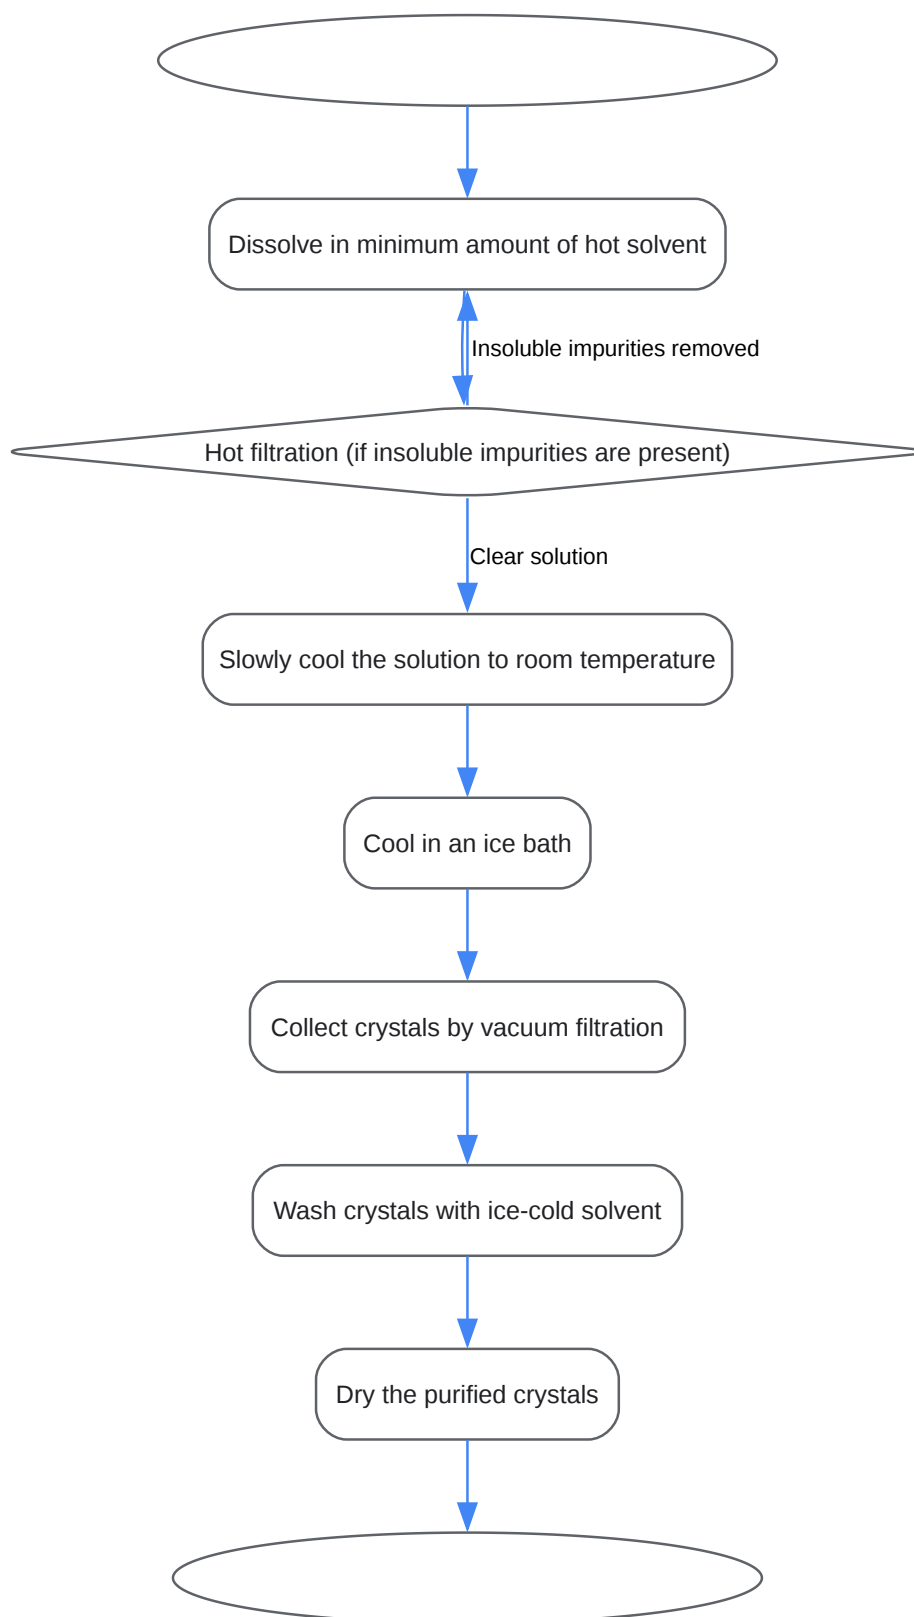 Dissolve in minimum amount of hot solvent
Insoluble impurities removed
Hot filtration (if insoluble impurities are present)
Clear solution
Slowly cool the solution to room temperature
Cool in an ice bath
Collect crystals by vacuum filtration
Wash crystals with ice-cold solvent
Dry the purified crystals